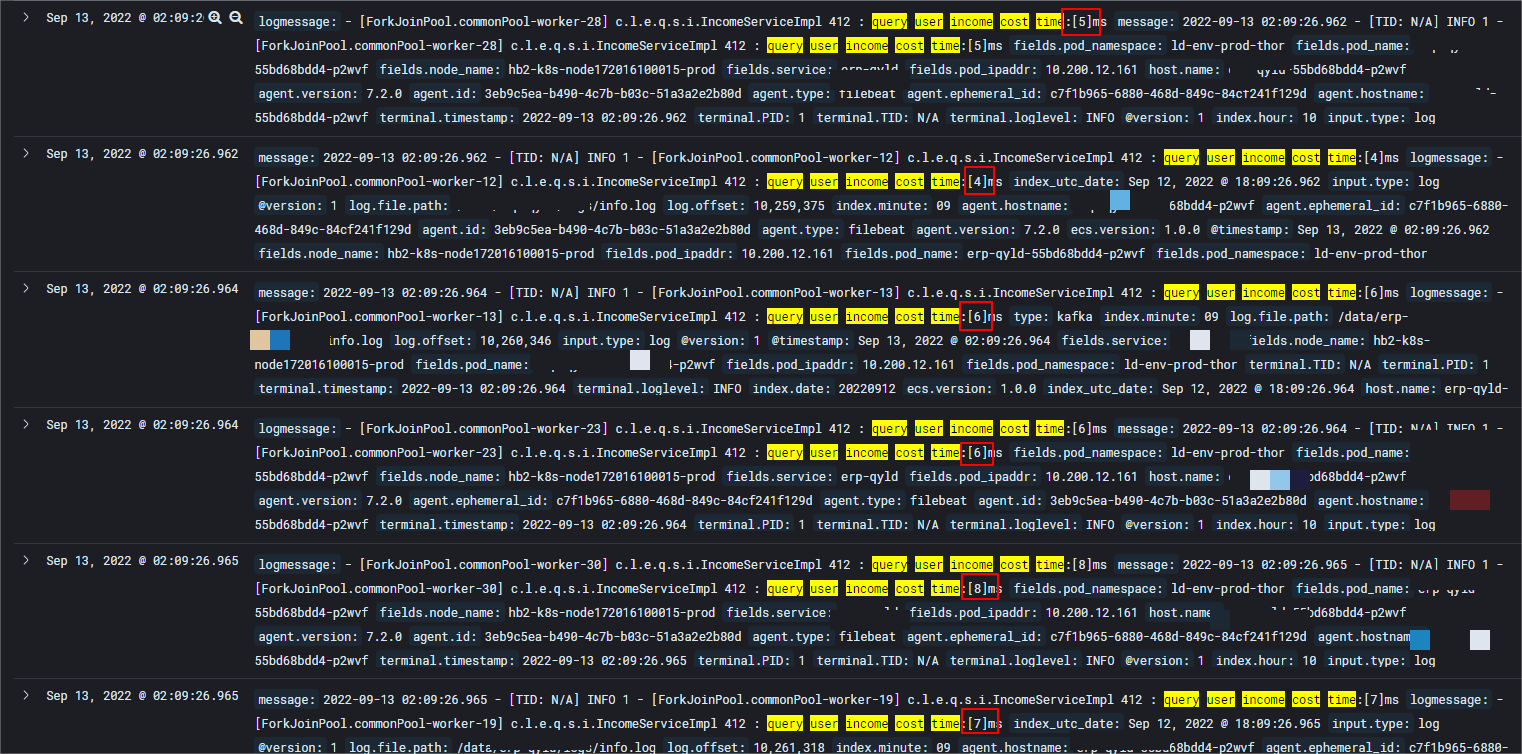 Sep 13, 2022 @ 02:09:2
logmessage: - [ForkJoinPool.commonPool-worker-28] c.l.e.q.s.i.IncomeServiceImpl 412 : query user income cost time:[5]ms message: 2022-09-13 02:09:26.962 - [TID: N/A] INFO 1 -
[ForkJoinPool.commonPool-worker-28] c.l.e.q.s.i.IncomeServiceImpl 412 : query user income cost time:[5]ms fields.pod_namespace: ld-env-prod-thor fields.pod_name:
55bd68bdd4-p2wvf fields.node_name: hb2-k8s-node172016100015-prod fields.service: erp-qyld fields.pod_ipaddr: 10.200.12.161 host.name: qyld-55bd68bdd4-p2wvf
agent.version: 7.2.0 agent.id: 3eb9c5ea-b490-4c7b-b03c-51a3a2e2b80d agent.type: filebeat agent.ephemeral_id: c7f1b965-6880-468d-849c-84cf241f129d agent.hostname:
55bd68bdd4-p2wvf terminal.timestamp: 2022-09-13 02:09:26.962 terminal.PID: 1 terminal.TID: N/A terminal.loglevel: INFO @version: 1 index.hour: 10 input.type: log
Sep 13, 2022 @ 02:09:26.962
message: 2022-09-13 02:09:26.962 - [TID: N/A] INFO 1 - [ForkJoinPool.commonPool-worker-12] c.l.e.q.s.i.IncomeServiceImpl 412 : query user income cost time:[4]ms logmessage: -
[ForkJoinPool.commonPool-worker-12] c.l.e.q.s.i.IncomeServiceImpl 412 : query user income cost time:[4]ms index_utc_date: Sep 12, 2022 @ 18:09:26.962 input.type: log
@version: 1 log.file.path: /info.log log.offset: 10,259,375 index.minute: 09 agent.hostname: 68bdd4-p2wvf agent.ephemeral_id: c7f1b965-6880-
468d-849c-84cf241f129d agent.id: 3eb9c5ea-b490-4c7b-b03c-51a3a2e2b80d agent.type: filebeat agent.version: 7.2.0 ecs.version: 1.0.0 @timestamp: Sep 13, 2022 @ 02:09:26.962
fields.node_name: hb2-k8s-node172016100015-prod fields.pod_ipaddr: 10.200.12.161 fields.pod_name: erp-qyld-55bd68bdd4-p2wvf fields.pod_namespace: ld-env-prod-thor
Sep 13, 2022 @ 02:09:26.964
message: 2022-09-13 02:09:26.964 - [TID: N/A] INFO 1 - [ForkJoinPool.commonPool-worker-13] c.l.e.q.s.i.IncomeServiceImpl 412 : query user income cost time:[6]ms logmessage: -
[ForkJoinPool.commonPool-worker-13] c.l.e.q.s.i.IncomeServiceImpl 412 : query user income cost time:[6]ms type: kafka index.minute: 09 log.file.path: /data/erp-
info.log log.offset: 10,260,346 input.type: log @version: 1 @timestamp: Sep 13, 2022 @ 02:09:26.964 fields.service: fields.node_name: hb2-k8s-
node172016100015-prod fields.pod_name: 4-p2wvf fields.pod_ipaddr: 10.200.12.161 fields.pod_namespace: ld-env-prod-thor terminal.TID: N/A terminal.PID: 1
terminal.timestamp: 2022-09-13 02:09:26.964 terminal.loglevel: INFO index.date: 20220912 ecs.version: 1.0.0 index_utc_date: Sep 12, 2022 @ 18:09:26.964 host.name: erp-qyld-
Sep 13, 2022 @ 02:09:26.964
logmessage: - [ForkJoinPool.commonPool-worker-23] c.l.e.q.s.i.IncomeServiceImpl 412 : query user income cost time:[6]ms message: 2022-09-13 02:09:26.964 - [TID: N/A] INFO 1 -
[ForkJoinPool.commonPool-worker-23] c.l.e.q.s.i.IncomeServiceImpl 412 : query user income cost time:[6]ms fields.pod_namespace: ld-env-prod-thor fields.pod_name:
55bd68bdd4-p2wvf fields.node_name: hb2-k8s-node172016100015-prod fields.service: erp-qyld fields.pod_ipaddr: 10.200.12.161 host.name: bd68bdd4-p2wvf
agent.version: 7.2.0 agent.ephemeral_id: c7f1b965-6880-468d-849c-84cf241f129d agent.type: filebeat agent.id: 3eb9c5ea-b490-4c7b-b03c-51a3a2e2b80d agent.hostname:
55bd68bdd4-p2wvf terminal.timestamp: 2022-09-13 02:09:26.964 terminal.PID: 1 terminal.TID: N/A terminal.loglevel: INFO @version: 1 index.hour: 10 input.type: log
Sep 13, 2022 @ 02:09:26.965
logmessage: - [ForkJoinPool.commonPool-worker-30] c.l.e.q.s.i.IncomeServiceImpl 412 : query user income cost time:[8]ms message: 2022-09-13 02:09:26.965 - [TID: N/A] INFO 1 -
[ForkJoinPool.commonPool-worker-30] c.l.e.q.s.i.IncomeServiceImpl 412 : query user income cost time:[8]ms fields.pod_namespace: ld-env-prod-thor fields.pod_name: erp-qyld-
55bd68bdd4-p2wvf fields.node_name: hb2-k8s-node172016100015-prod fields.service: fields.pod_ipaddr: 10.200.12.161 host.name ld-55bd68bdd4-p2wvf
agent.version: 7.2.0 agent.id: 3eb9c5ea-b490-4c7b-b03c-51a3a2e2b80d agent.type: filebeat agent.ephemeral_id: c7f1b965-6880-468d-849c-84cf241f129d agent.hostnam
55bd68bdd4-p2wvf terminal.timestamp: 2022-09-13 02:09:26.965 terminal.PID: 1 terminal.TID: N/A terminal.loglevel: INFO @version: 1 index.hour: 10 input.type: log
Sep 13, 2022 @ 02:09:26.965
message: 2022-09-13 02:09:26.965 - [TID: N/A] INFO 1 - [ForkJoinPool.commonPool-worker-19] c.l.e.q.s.i.IncomeServiceImpl 412 : query user income cost time:[7]ms logmessage: -
[ForkJoinPool.commonPool-worker-19] c.l.e.q.s.i.IncomeServiceImpl 412 : query user income cost time:[7]ms index_utc_date: Sep 12, 2022 @ 18:09:26.965 input.type: log
@version: 1 log.file.path: /data/erp-qyld/logs/info.log log.offset: 10,261,318 index.minute: 09 agent.hostname: erp-qyld-55bd68bdd4-p2wvf agent.ephemeral_id: c7f1b965-6880-